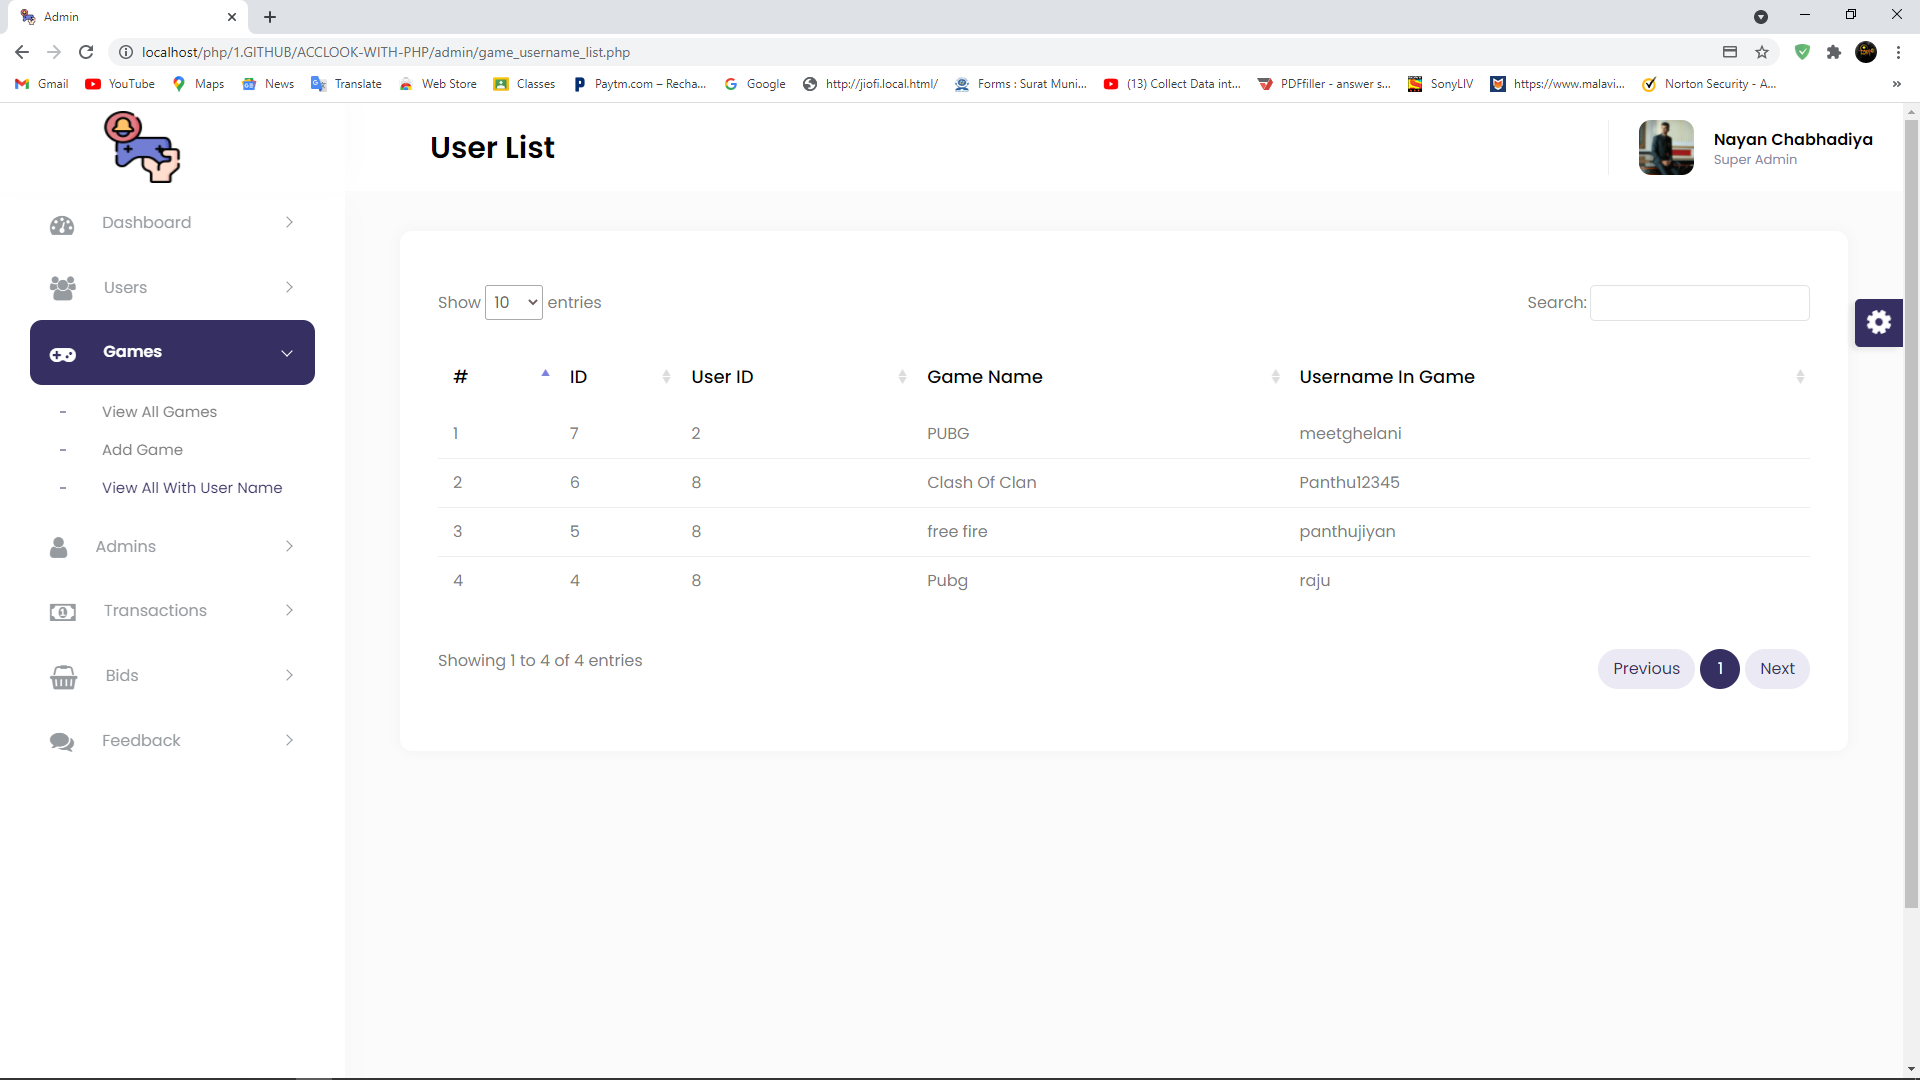 Admin
localhost/php/1.GITHUB/ACCLOOK-WITH-PHP/admin/game_username_list.php
Gmail YouTube Maps News Translate Web Store Classes Paytm.com – Recha... Google http://jiofi.local.html/ Forms : Surat Muni... (13) Collect Data int... PDFfiller - answer s... SonyLIV https://www.malavi... Norton Security - A... »
User List
Nayan Chabhadiya
Super Admin
Dashboard
Users
Games
- View All Games
- Add Game
- View All With User Name
Admins
Transactions
Bids
Feedback
Show 10 entries
Search:
# ID User ID Game Name Username In Game
1 7 2 PUBG meetghelani
2 6 8 Clash Of Clan Panthu12345
3 5 8 free fire panthujiyan
4 4 8 Pubg raju
Showing 1 to 4 of 4 entries
Previous 1 Next